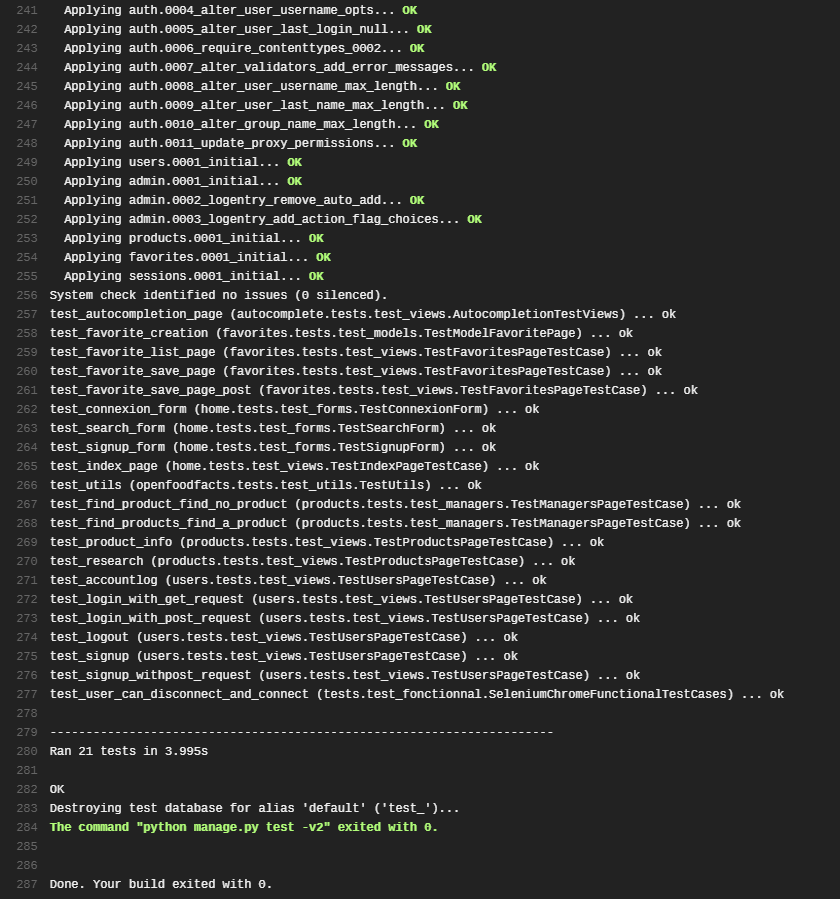 241 Applying auth.0004_alter_user_username_opts... OK
242 Applying auth.0005_alter_user_last_login_null... OK
243 Applying auth.0006_require_contenttypes_0002... OK
244 Applying auth.0007_alter_validators_add_error_messages... OK
245 Applying auth.0008_alter_user_username_max_length... OK
246 Applying auth.0009_alter_user_last_name_max_length... OK
247 Applying auth.0010_alter_group_name_max_length... OK
248 Applying auth.0011_update_proxy_permissions... OK
249 Applying users.0001_initial... OK
250 Applying admin.0001_initial... OK
251 Applying admin.0002_logentry_remove_auto_add... OK
252 Applying admin.0003_logentry_add_action_flag_choices... OK
253 Applying products.0001_initial... OK
254 Applying favorites.0001_initial... OK
255 Applying sessions.0001_initial... OK
256 System check identified no issues (0 silenced).
257 test_autocompletion_page (autocomplete.tests.test_views.AutocompletionTestViews) ... ok
258 test_favorite_creation (favorites.tests.test_models.TestModelFavoritePage) ... ok
259 test_favorite_list_page (favorites.tests.test_views.TestFavoritesPageTestCase) ... ok
260 test_favorite_save_page (favorites.tests.test_views.TestFavoritesPageTestCase) ... ok
261 test_favorite_save_page_post (favorites.tests.test_views.TestFavoritesPageTestCase) ... ok
262 test_connexion_form (home.tests.test_forms.TestConnexionForm) ... ok
263 test_search_form (home.tests.test_forms.TestSearchForm) ... ok
264 test_signup_form (home.tests.test_forms.TestSignupForm) ... ok
265 test_index_page (home.tests.test_views.TestIndexPageTestCase) ... ok
266 test_utils (openfoodfacts.tests.test_utils.TestUtils) ... ok
267 test_find_product_find_no_product (products.tests.test_managers.TestManagersPageTestCase) ... ok
268 test_find_products_find_a_product (products.tests.test_managers.TestManagersPageTestCase) ... ok
269 test_product_info (products.tests.test_views.TestProductsPageTestCase) ... ok
270 test_research (products.tests.test_views.TestProductsPageTestCase) ... ok
271 test_accountlog (users.tests.test_views.TestUsersPageTestCase) ... ok
272 test_login_with_get_request (users.tests.test_views.TestUsersPageTestCase) ... ok
273 test_login_with_post_request (users.tests.test_views.TestUsersPageTestCase) ... ok
274 test_logout (users.tests.test_views.TestUsersPageTestCase) ... ok
275 test_signup (users.tests.test_views.TestUsersPageTestCase) ... ok
276 test_signup_withpost_request (users.tests.test_views.TestUsersPageTestCase) ... ok
277 test_user_can_disconnect_and_connect (tests.test_fonctionnal.SeleniumChromeFunctionalTestCases) ... ok
278
279 ----------------------------------------------------------------------
280 Ran 21 tests in 3.995s
281
282 OK
283 Destroying test database for alias 'default' ('test_')...
284 The command "python manage.py test -v2" exited with 0.
285
286
287 Done. Your build exited with 0.